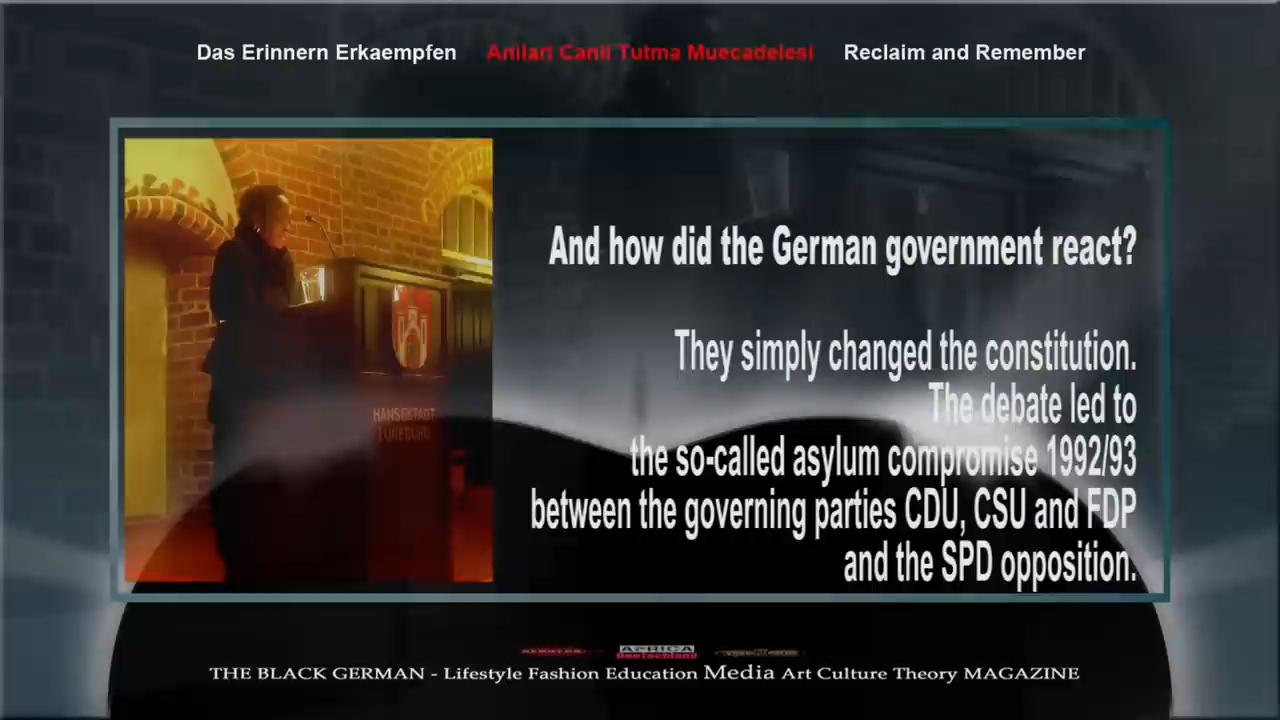 Das Erinnern Erkaempfen Anilari Canli Tutma Muecadelesi Reclaim and Remember
And how did the German government react?
They simply changed the constitution.
The debate led to
the so-called asylum compromise 1992/93
between the governing parties CDU, CSU and FDP
and the SPD opposition.
HANSESTADT
LÜNEBURG
AFRICA
Deutschland
THE BLACK GERMAN - Lifestyle Fashion Education Media Art Culture Theory MAGAZINE